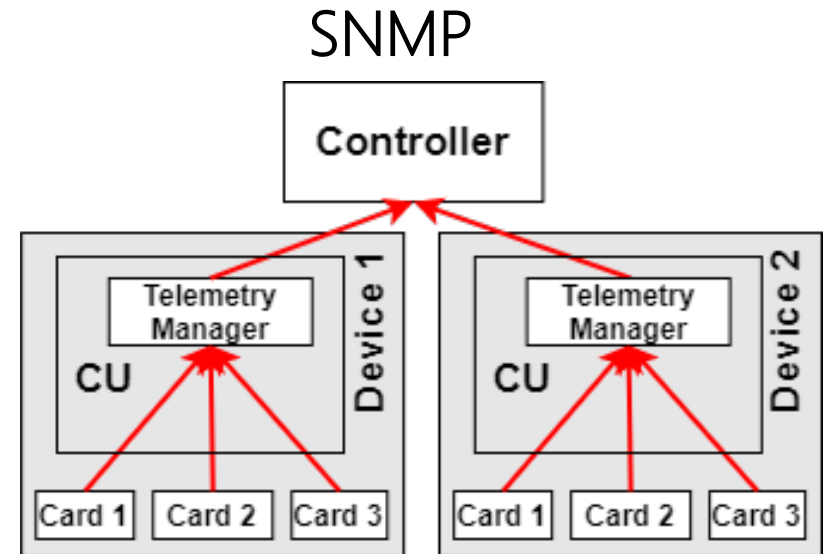 SNMP
Controller
Telemetry
Manager
CU
Device 1
Card 1
Card 2
Card 3
Telemetry
Manager
CU
Device 2
Card 1
Card 2
Card 3